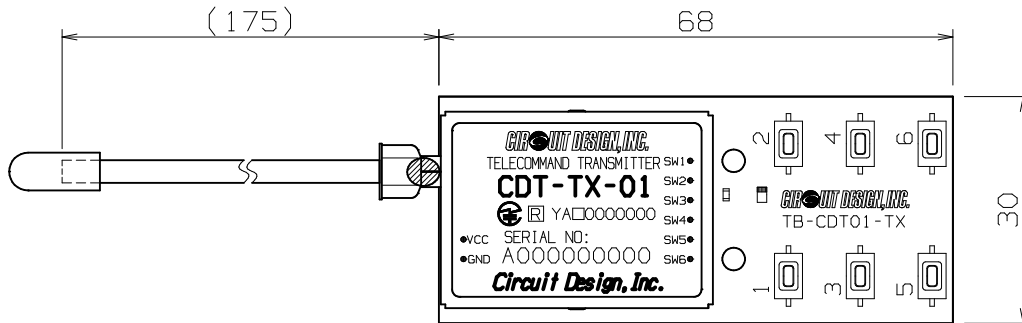 (175)
68
CIRCUIT DESIGN, INC.
TELECOMMAND TRANSMITTER
CDT-TX-01
R YA□0000000
SERIAL NO:
A000000000
Circuit Design, Inc.
VCC
GND
SW1
SW2
SW3
SW4
SW5
SW6
2
4
6
CIRCUIT DESIGN, INC.
TB-CDT01-TX
1
3
5
30